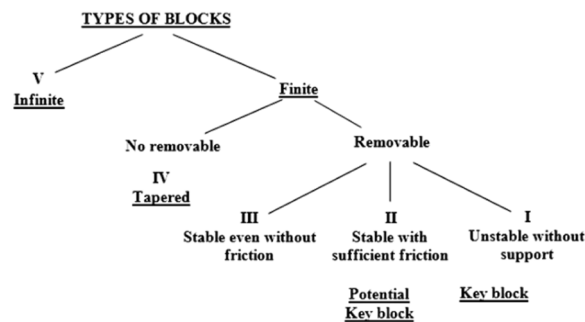 TYPES OF BLOCKS
V
Infinite
Finite
No removable
Removable
IV
Tapered
III
Stable even without
friction
II
Stable with
sufficient friction
I
Unstable without
support
Potential
Key block
Key block